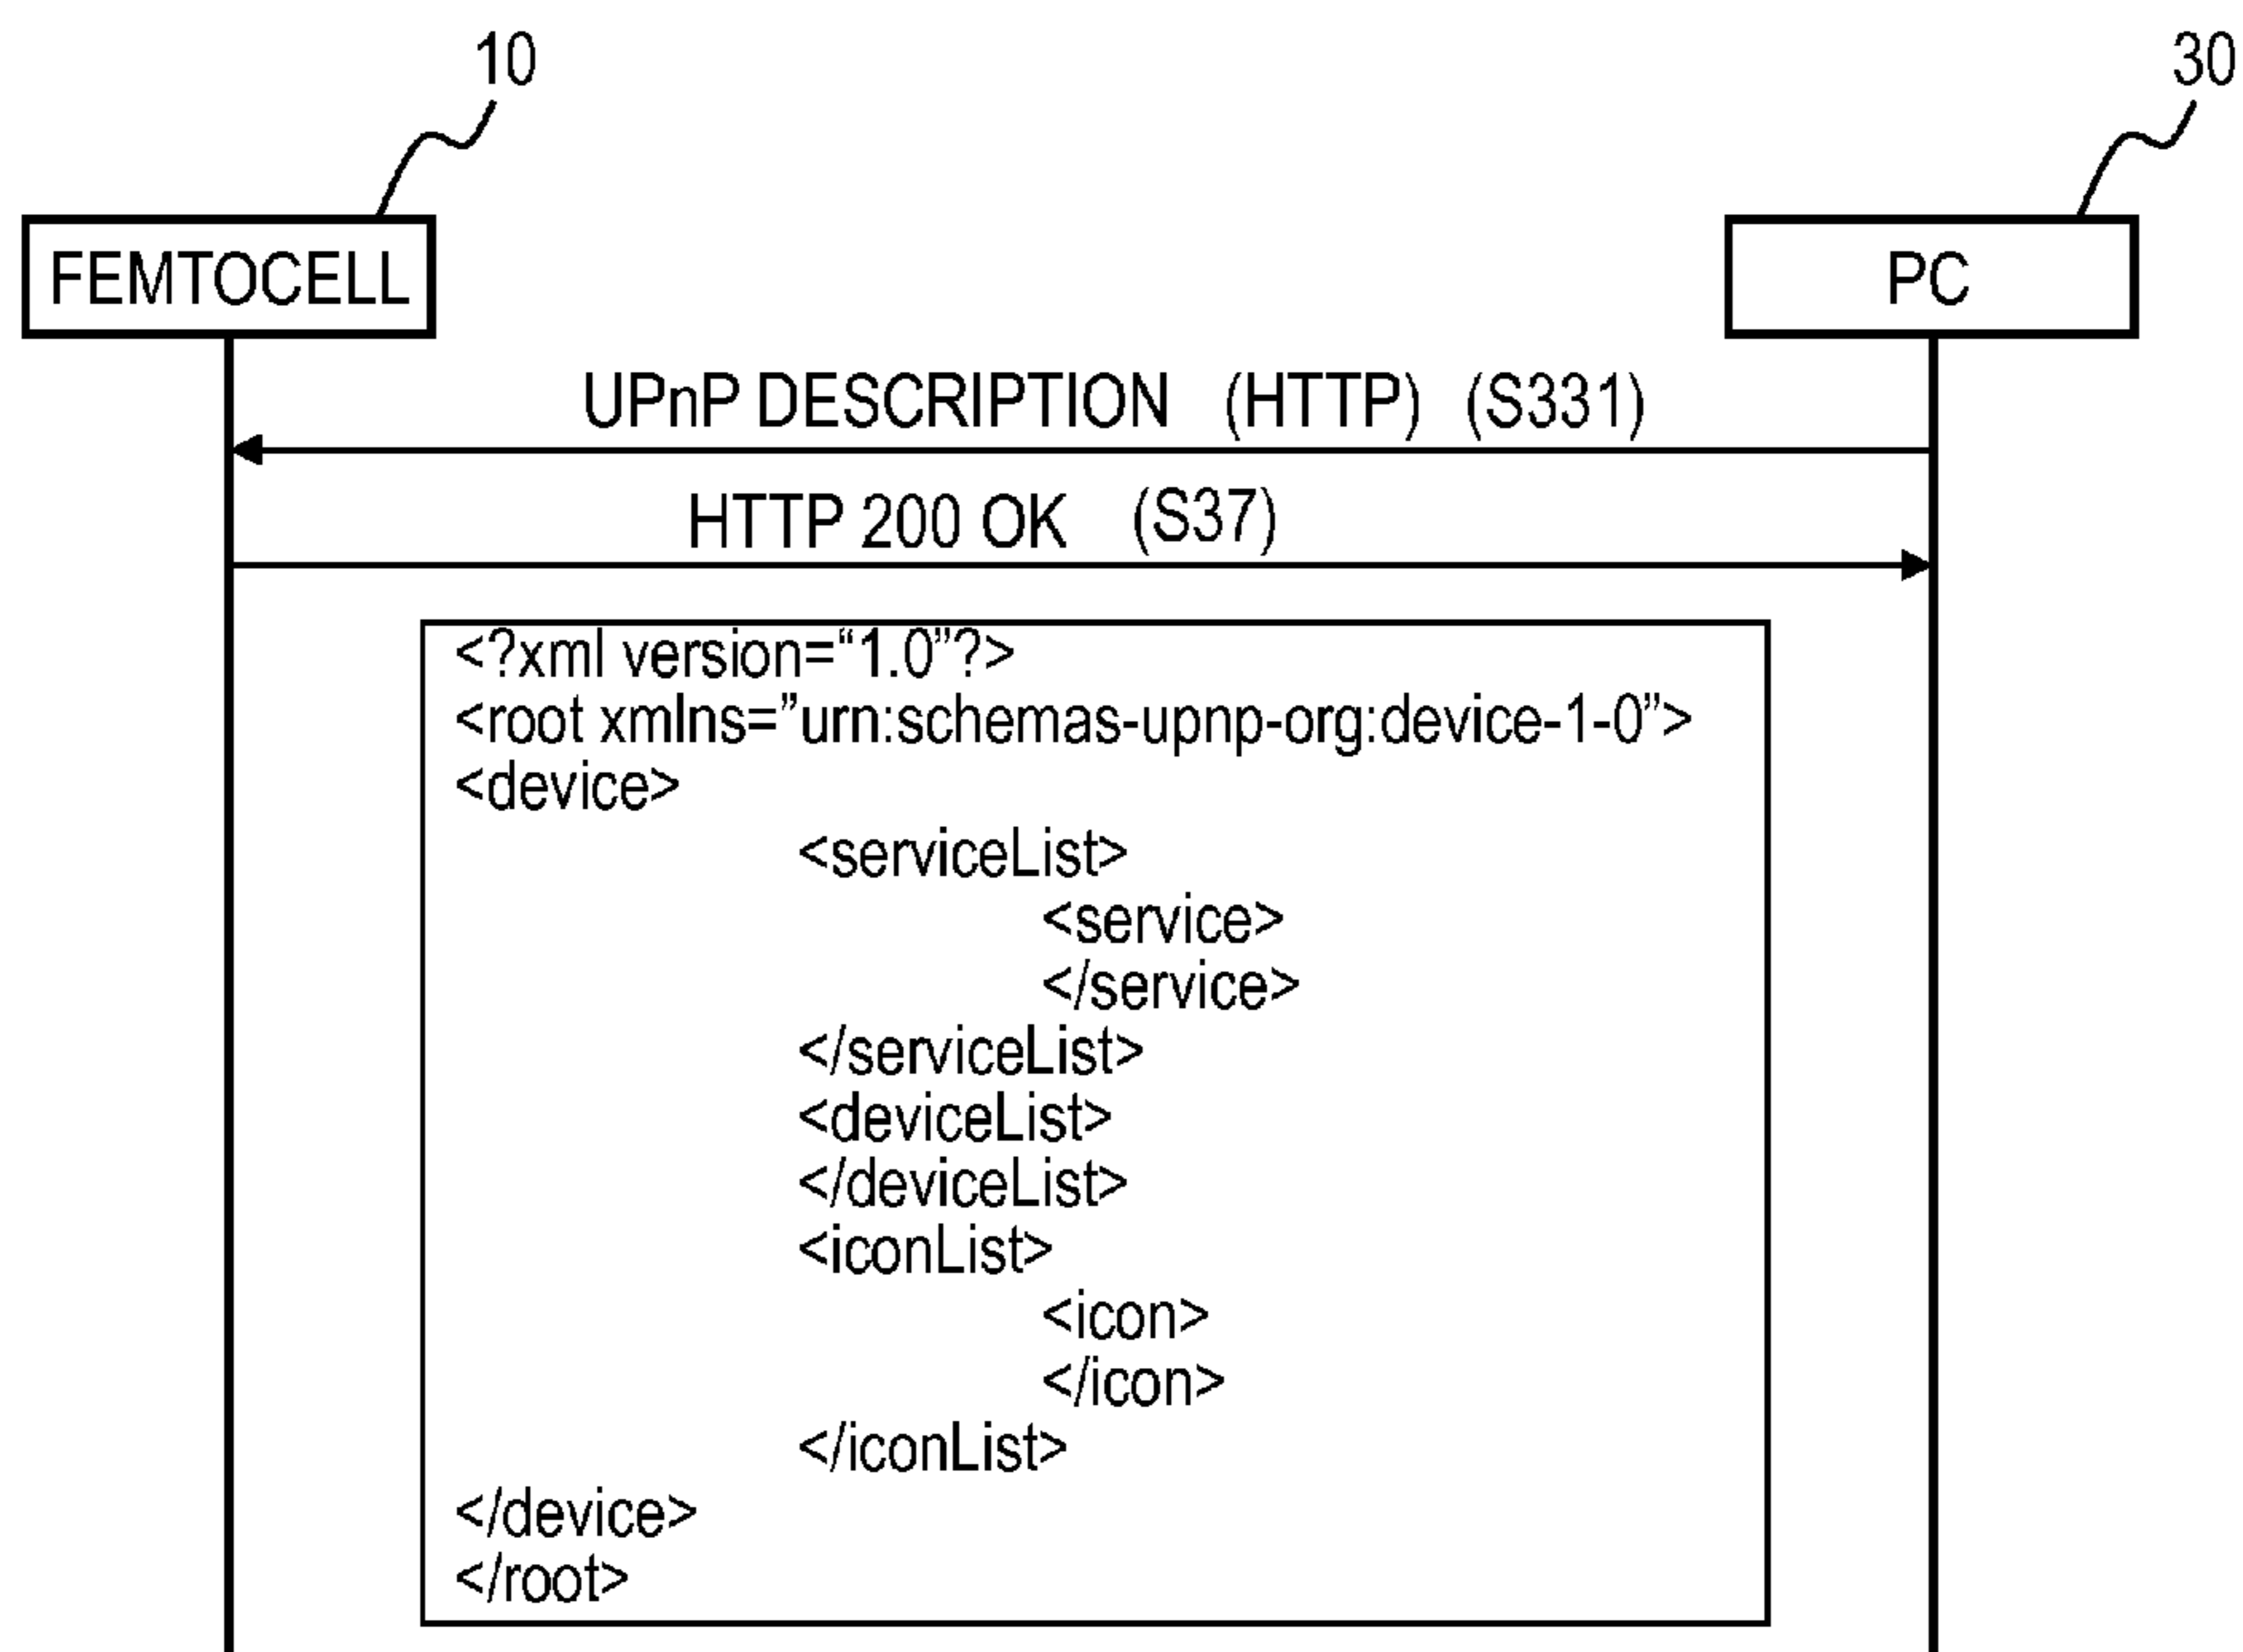 10
30
FEMTOCELL
PC
UPnP DESCRIPTION (HTTP) (S331)
HTTP 200 OK (S37)
<?xml version=“1.0”?>
<root xmlns=”urn:schemas-upnp-org:device-1-0”>
<device>
<serviceList>
<service>
</service>
</serviceList>
<deviceList>
</deviceList>
<iconList>
<icon>
</icon>
</iconList>
</device>
</root>